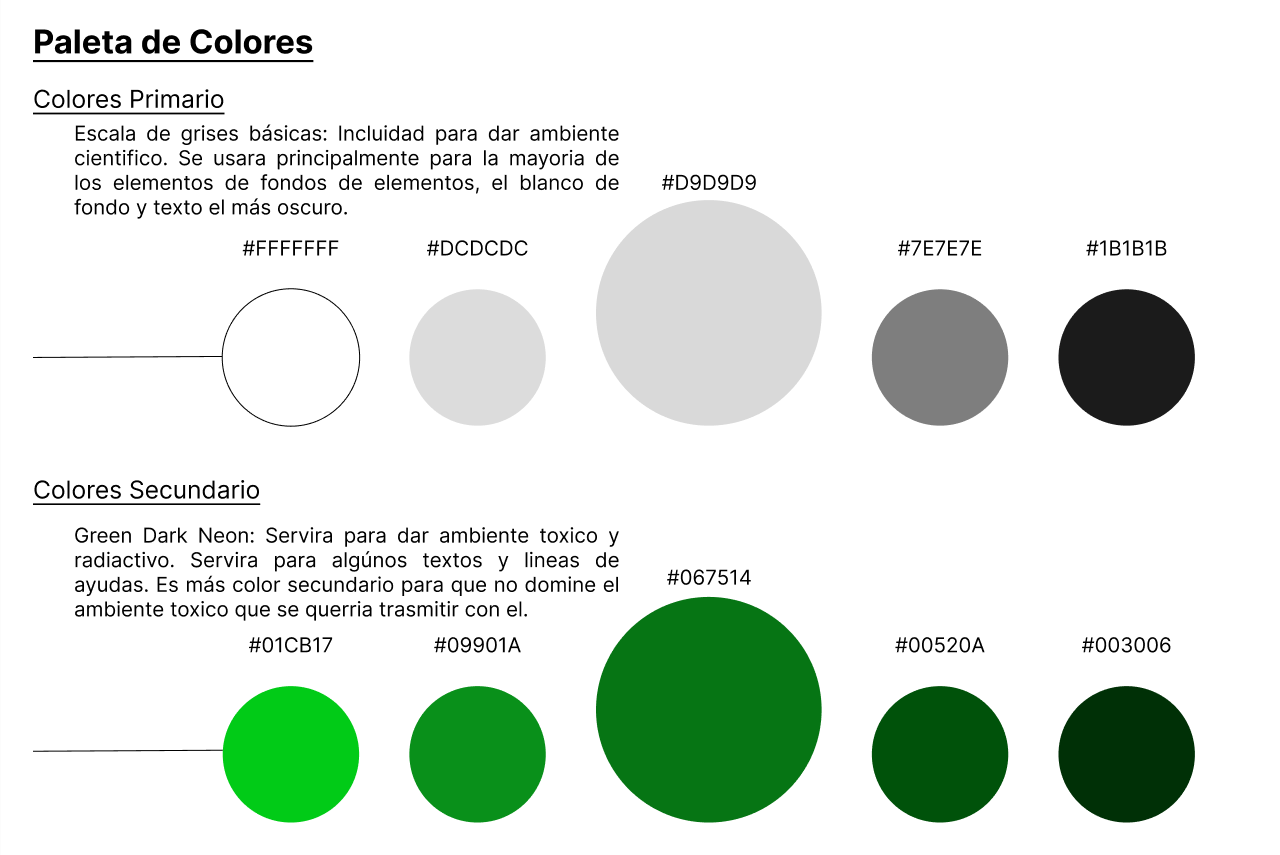 Paleta de Colores
Colores Primario
Escala de grises básicas: Incluidad para dar ambiente
cientifico. Se usara principalmente para la mayoria de
los elementos de fondos de elementos, el blanco de
fondo y texto el más oscuro.
#D9D9D9
#FFFFFFF
#DCDCDC
#7E7E7E
#1B1B1B
Colores Secundario
Green Dark Neon: Servira para dar ambiente toxico y
radiactivo. Servira para algúnos textos y lineas de
ayudas. Es más color secundario para que no domine el
ambiente toxico que se querria trasmitir con el.
#067514
#01CB17
#09901A
#00520A
#003006